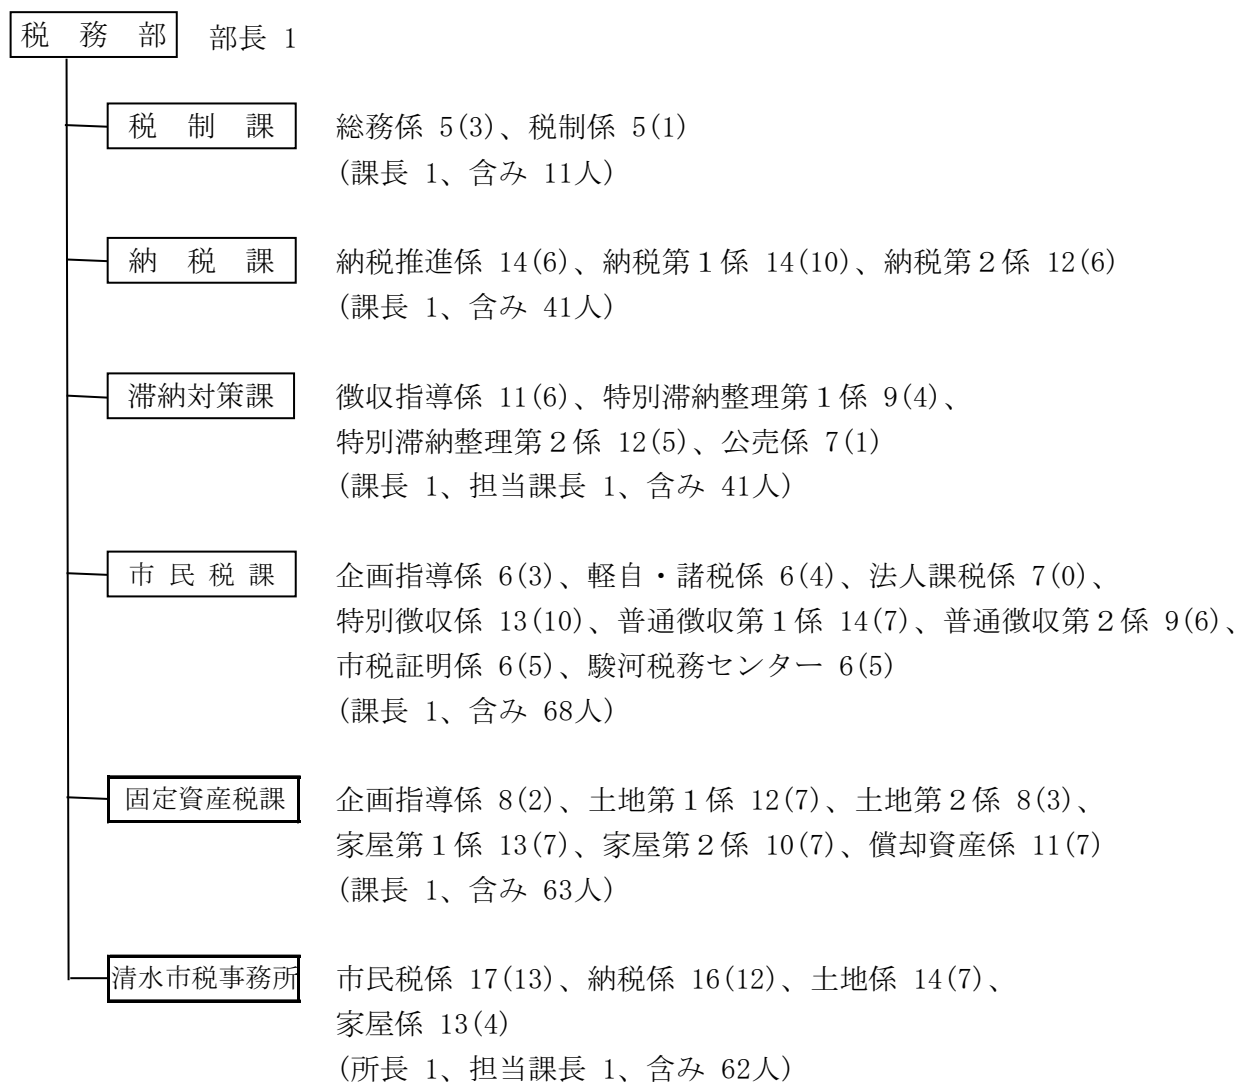 税 務 部 部長 1
税 制 課 総務係 5(3)、税制係 5(1)
(課長 1、含み 11人)
納 税 課 納税推進係 14(6)、納税第１係 14(10)、納税第２係 12(6)
(課長 1、含み 41人)
滞納対策課 徴収指導係 11(6)、特別滞納整理第１係 9(4)、
特別滞納整理第２係 12(5)、公売係 7(1)
(課長 1、担当課長 1、含み 41人)
市 民 税 課 企画指導係 6(3)、軽自・諸税係 6(4)、法人課税係 7(0)、
特別徴収係 13(10)、普通徴収第１係 14(7)、普通徴収第２係 9(6)、
市税証明係 6(5)、駿河税務センター 6(5)
(課長 1、含み 68人)
固定資産税課 企画指導係 8(2)、土地第１係 12(7)、土地第２係 8(3)、
家屋第１係 13(7)、家屋第２係 10(7)、償却資産係 11(7)
(課長 1、含み 63人)
清水市税事務所 市民税係 17(13)、納税係 16(12)、土地係 14(7)、
家屋係 13(4)
(所長 1、担当課長 1、含み 62人)